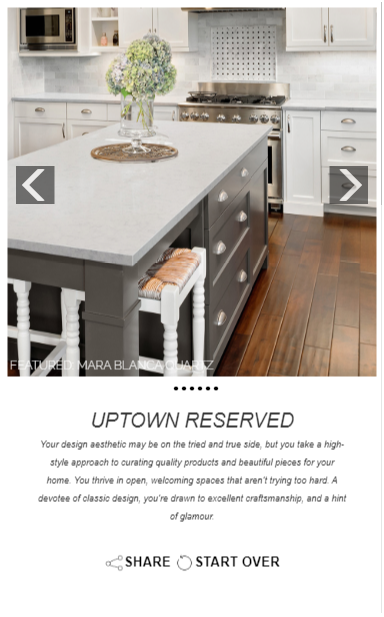 FEATURED: MARA BLANCA QUARTZ
UPTOWN RESERVED
Your design aesthetic may be on the tried and true side, but you take a high-
style approach to curating quality products and beautiful pieces for your
home. You thrive in open, welcoming spaces that aren't trying too hard. A
devotee of classic design, you're drawn to excellent craftsmanship, and a hint
of glamour.
SHARE START OVER